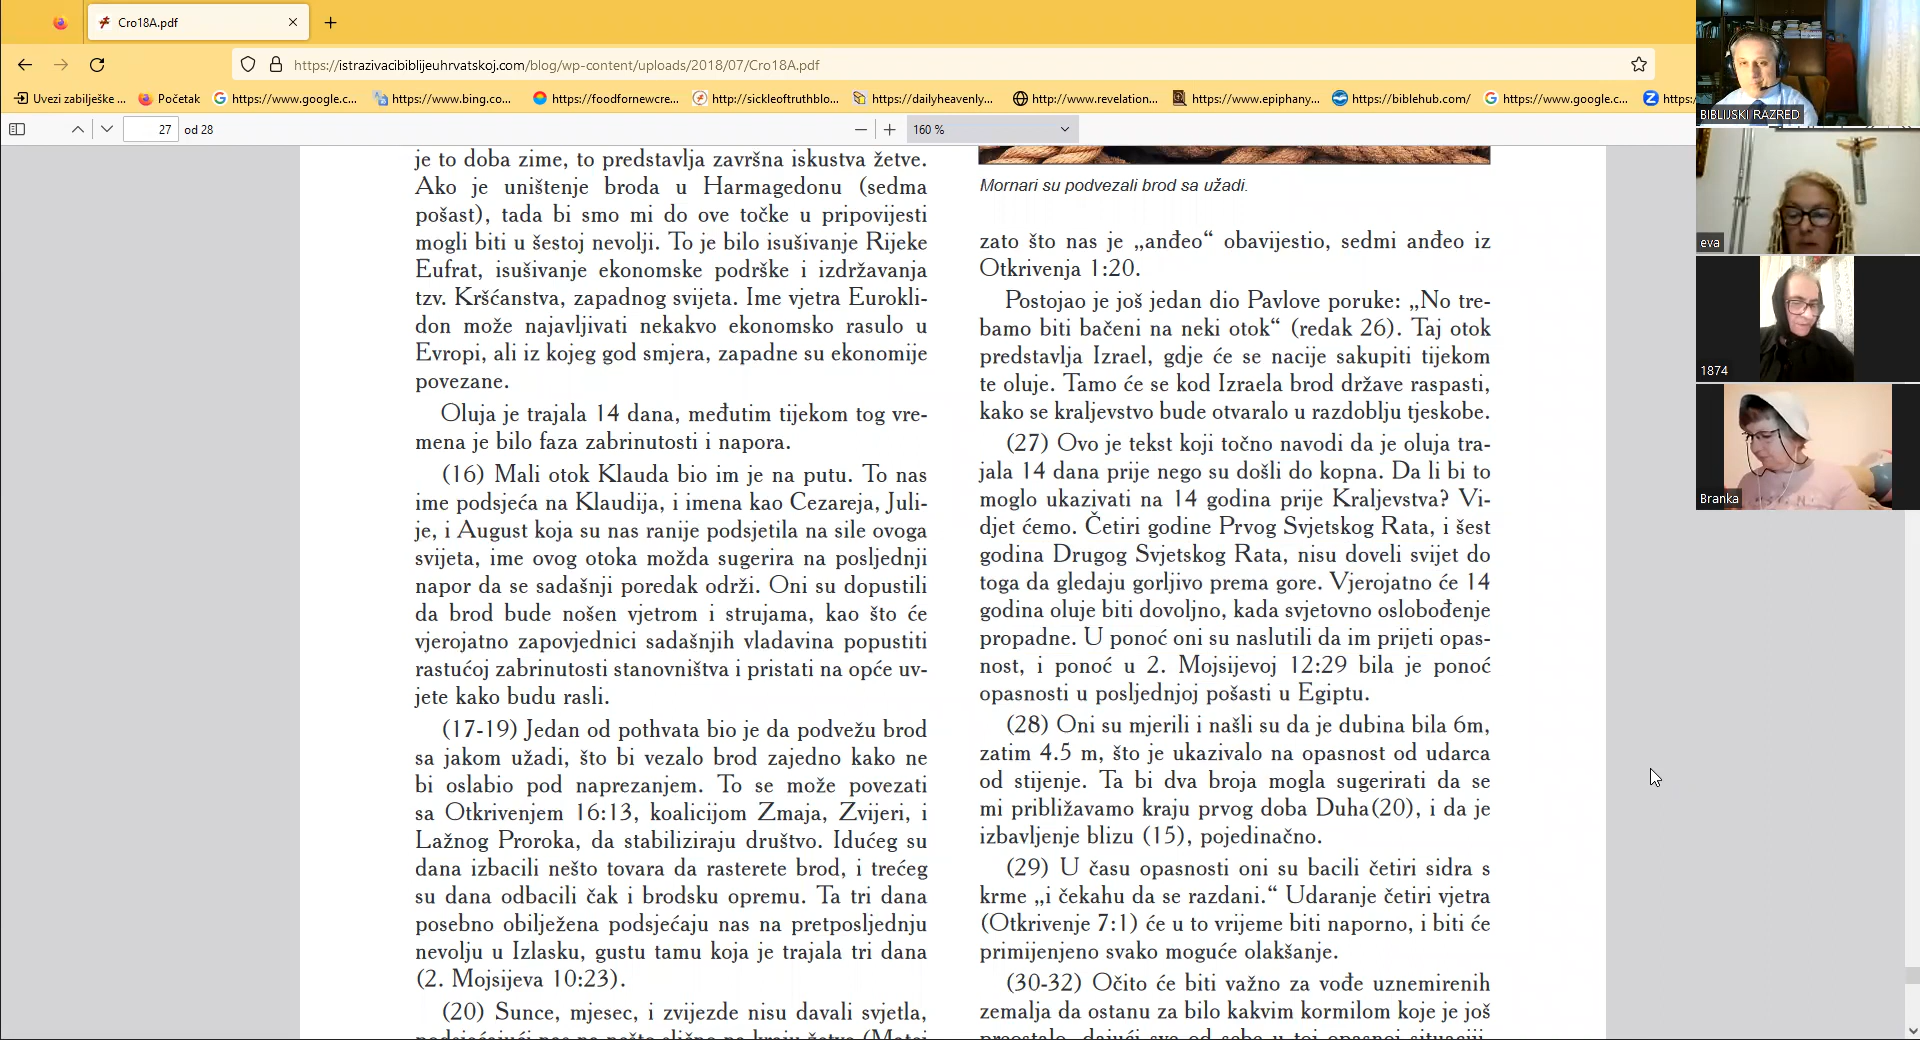 Cro18A.pdf
https://istrazivacibiblijeuhrvatskoj.com/blog/wp-content/uploads/2018/07/Cro18A.pdf
Uvezi zabilješke ...
Početak
https://www.google.c...
https://www.bing.co...
https://foodfornewcre...
http://sickleoftruthblo...
https://dailyheavenly...
http://www.revelation...
https://www.epiphany...
https://biblehub.com/
https://www.google.c...
https:
27 od 28
160 %
je to doba zime, to predstavlja završna iskustva žetve.
Ako je uništenje broda u Harmagedonu (sedma
pošast), tada bi smo mi do ove točke u pripovijesti
mogli biti u šestoj nevolji. To je bilo isušivanje Rijeke
Eufrat, isušivanje ekonomske podrške i izdržavanja
tzv. Kršćanstva, zapadnog svijeta. Ime vjetra Eurokli-
don može najavljivati nekakvo ekonomsko rasulo u
Evropi, ali iz kojeg god smjera, zapadne su ekonomije
povezane.
Oluja je trajala 14 dana, međutim tijekom tog vre-
mena je bilo faza zabrinutosti i napora.
(16) Mali otok Klauda bio im je na putu. To nas
ime podsjeća na Klaudija, i imena kao Cezareja, Juli-
je, i August koja su nas ranije podsjetila na sile ovoga
svijeta, ime ovog otoka možda sugerira na posljednji
napor da se sadašnji poredak održi. Oni su dopustili
da brod bude nošen vjetrom i strujama, kao što će
vjerojatno zapovjednici sadašnjih vladavina popustiti
rastućoj zabrinutosti stanovništva i pristati na opće uv-
jete kako budu rasli.
(17-19) Jedan od pothvata bio je da podvežu brod
sa jakom užadi, što bi vezalo brod zajedno kako ne
bi oslabio pod naprezanjem. To se može povezati
sa Otkrivenjem 16:13, koalicijom Zmaja, Zvijeri, i
Lažnog Proroka, da stabiliziraju društvo. Idućeg su
dana izbacili nešto tovara da rasterete brod, i trećeg
su dana odbacili čak i brodsku opremu. Ta tri dana
posebno obilježena podsjećaju nas na pretposljednju
nevolju u Izlasku, gustu tamu koja je trajala tri dana
(2. Mojsijeva 10:23).
(20) Sunce, mjesec, i zvijezde nisu davali svjetla,
podsjećajući nas na nešto slično na kraju žetve (Matej
Mornari su podvezali brod sa užadi.
zato što nas je „anđeo“ obavijestio, sedmi anđeo iz
Otkrivenja 1:20.
Postojao je još jedan dio Pavlove poruke: „No tre-
bamo biti bačeni na neki otok“ (redak 26). Taj otok
predstavlja Izrael, gdje će se nacije sakupiti tijekom
te oluje. Tamo će se kod Izraela brod države raspasti,
kako se kraljevstvo bude otvaralo u razdoblju tjeskobe.
(27) Ovo je tekst koji točno navodi da je oluja tra-
jala 14 dana prije nego su došli do kopna. Da li bi to
moglo ukazivati na 14 godina prije Kraljevstva? Vi-
djet ćemo. Četiri godine Prvog Svjetskog Rata, i šest
godina Drugog Svjetskog Rata, nisu doveli svijet do
toga da gledaju gorljivo prema gore. Vjerojatno će 14
godina oluje biti dovoljno, kada svjetovno oslobođenje
propadne. U ponoć oni su naslutili da im prijeti opas-
nost, i ponoć u 2. Mojsijevoj 12:29 bila je ponoć
opasnosti u posljednjoj pošasti u Egiptu.
(28) Oni su mjerili i našli su da je dubina bila 6m,
zatim 4.5 m, što je ukazivalo na opasnost od udarca
od stijenje. Ta bi dva broja mogla sugerirati da se
mi približavamo kraju prvog doba Duha(20), i da je
izbavljenje blizu (15), pojedinačno.
(29) U času opasnosti oni su bacili četiri sidra s
krme „i čekahu da se razdani.“ Udaranje četiri vjetra
(Otkrivenje 7:1) će u to vrijeme biti naporno, i biti će
primijenjeno svako moguće olakšanje.
(30-32) Očito će biti važno za vođe uznemirenih
zemalja da ostanu za bilo kakvim kormilom koje je još
preostalo, dajući sve od sebe u toj opasnoj situaciji.
BIBLIJSKI RAZRED
eva
1874
Branka